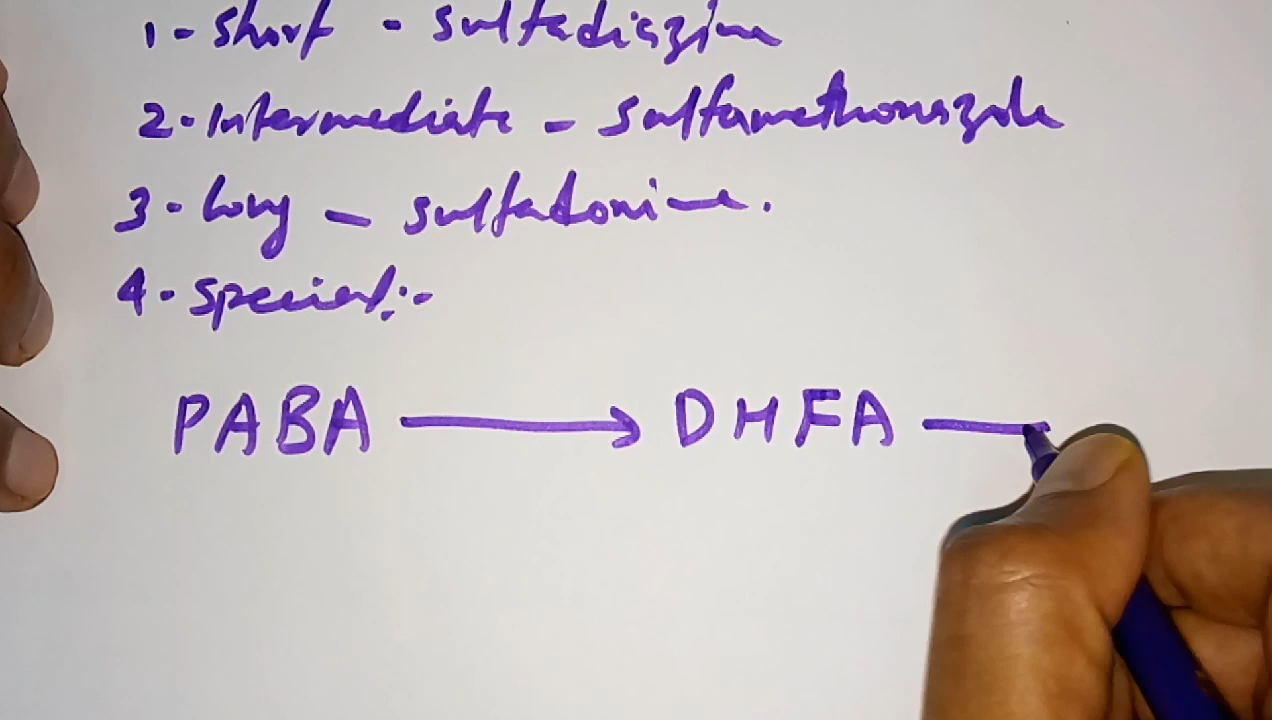 1 - Short - sulfadiazine
2 - Intermediate - sulfamethoxazole
3 - Long - sulfadoxine.
4 - Special :-
PABA → DHFA —